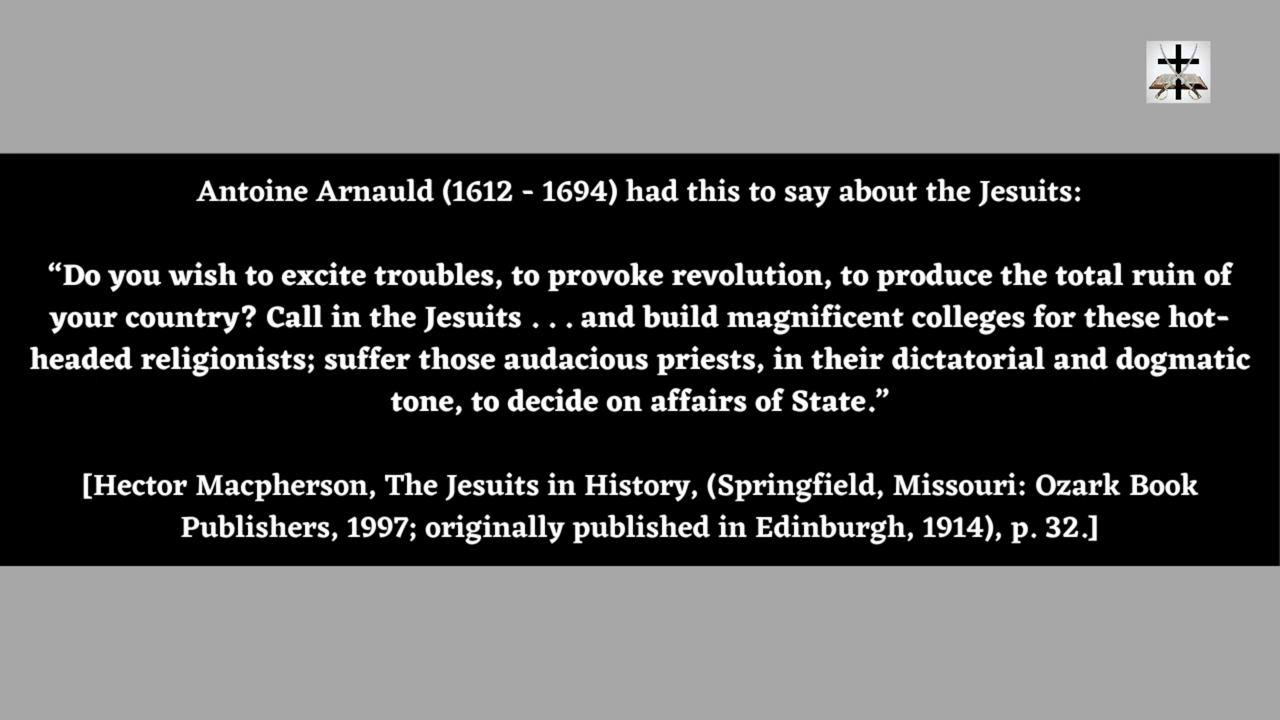 Antoine Arnauld (1612 - 1694) had this to say about the Jesuits:
“Do you wish to excite troubles, to provoke revolution, to produce the total ruin of
your country? Call in the Jesuits . . . and build magnificent colleges for these hot-
headed religionists; suffer those audacious priests, in their dictatorial and dogmatic
tone, to decide on affairs of State.”
[Hector Macpherson, The Jesuits in History, (Springfield, Missouri: Ozark Book
Publishers, 1997; originally published in Edinburgh, 1914), p. 32.]